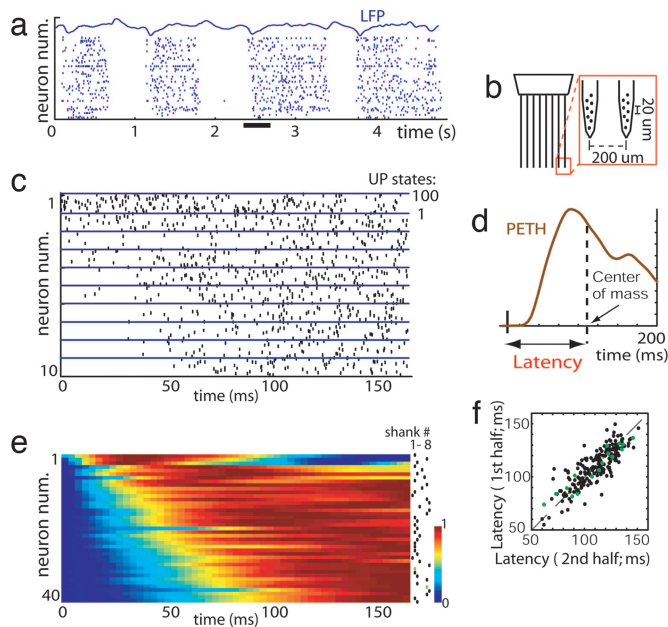 a
LFP
neuron num.
0 1 2 3 4 time (s)
b
20 um
200 um
c
UP states:
100
1
1
neuron num.
10
0 50 100 150
time (ms)
d
PETH
Center
of mass
Latency
200
time (ms)
e
shank #
1- 8
1
neuron num.
40
1
0
0 50 100 150
time (ms)
f
Latency ( 1st half; ms)
150
100
50
50 100 150
Latency ( 2nd half; ms)